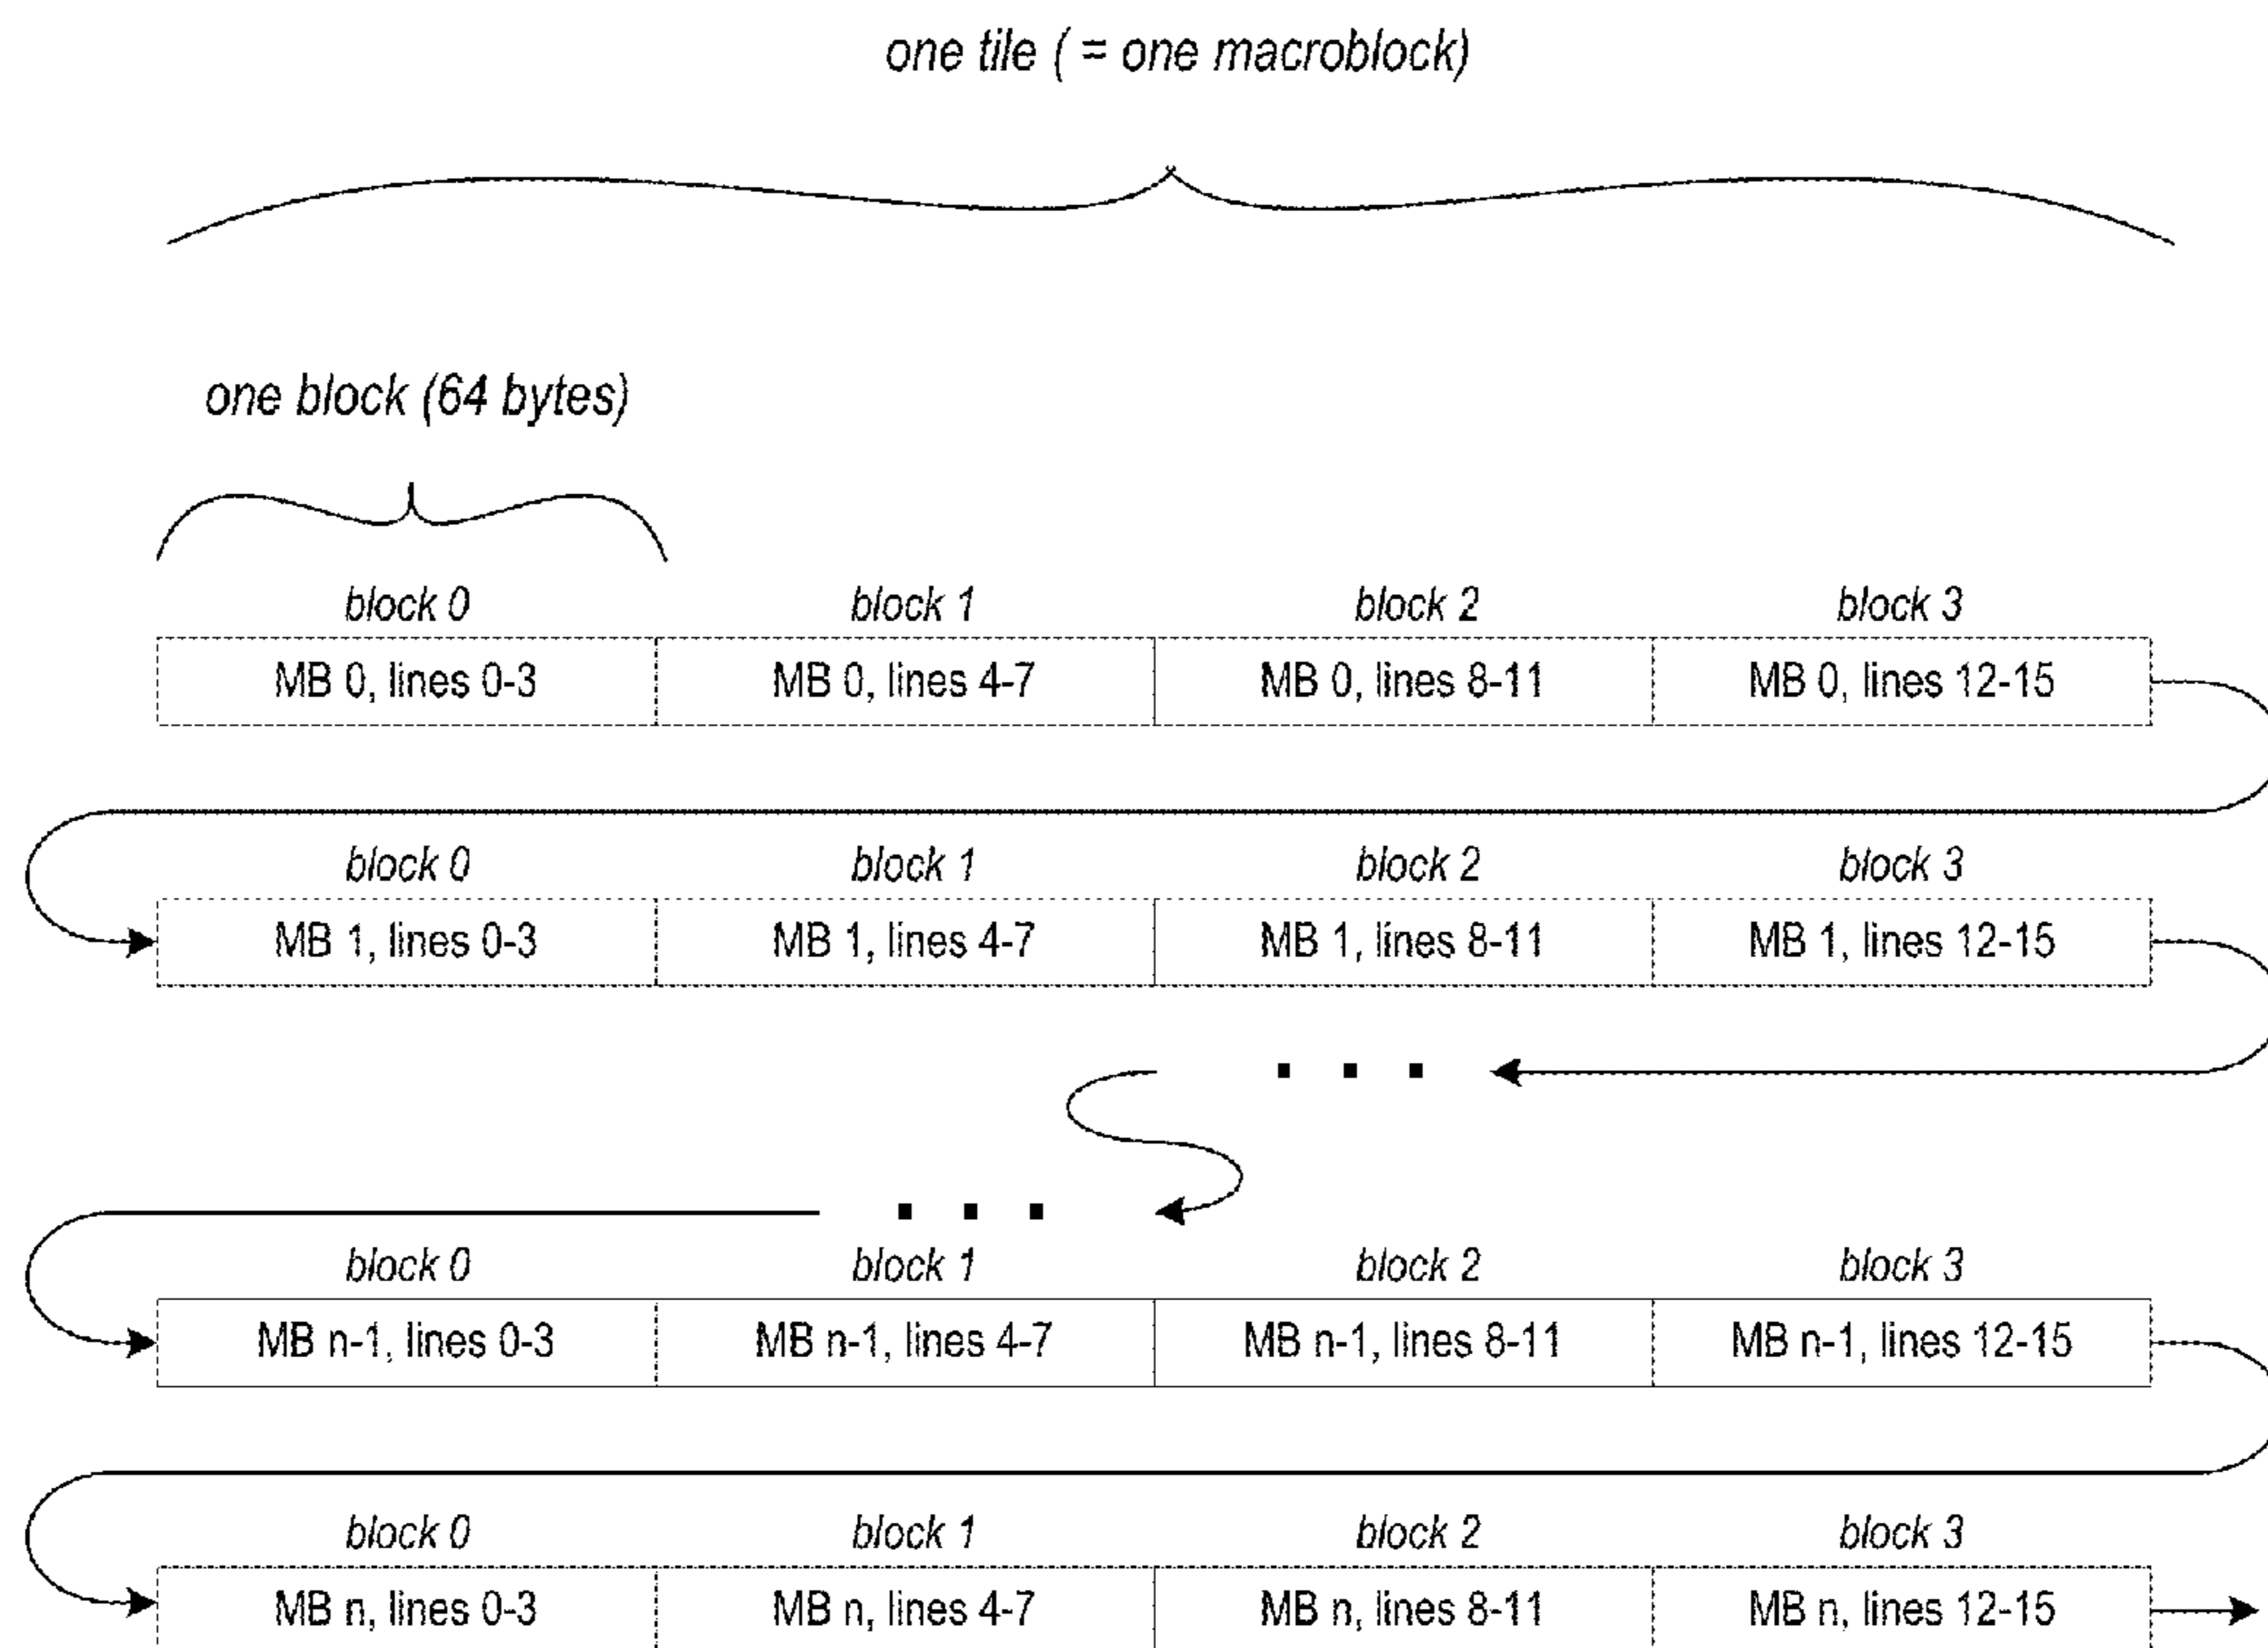 one tile ( = one macroblock)
one block (64 bytes)
block 0 block 1 block 2 block 3
MB 0, lines 0-3 MB 0, lines 4-7 MB 0, lines 8-11 MB 0, lines 12-15
block 0 block 1 block 2 block 3
MB 1, lines 0-3 MB 1, lines 4-7 MB 1, lines 8-11 MB 1, lines 12-15
. . .
. . .
block 0 block 1 block 2 block 3
MB n-1, lines 0-3 MB n-1, lines 4-7 MB n-1, lines 8-11 MB n-1, lines 12-15
block 0 block 1 block 2 block 3
MB n, lines 0-3 MB n, lines 4-7 MB n, lines 8-11 MB n, lines 12-15